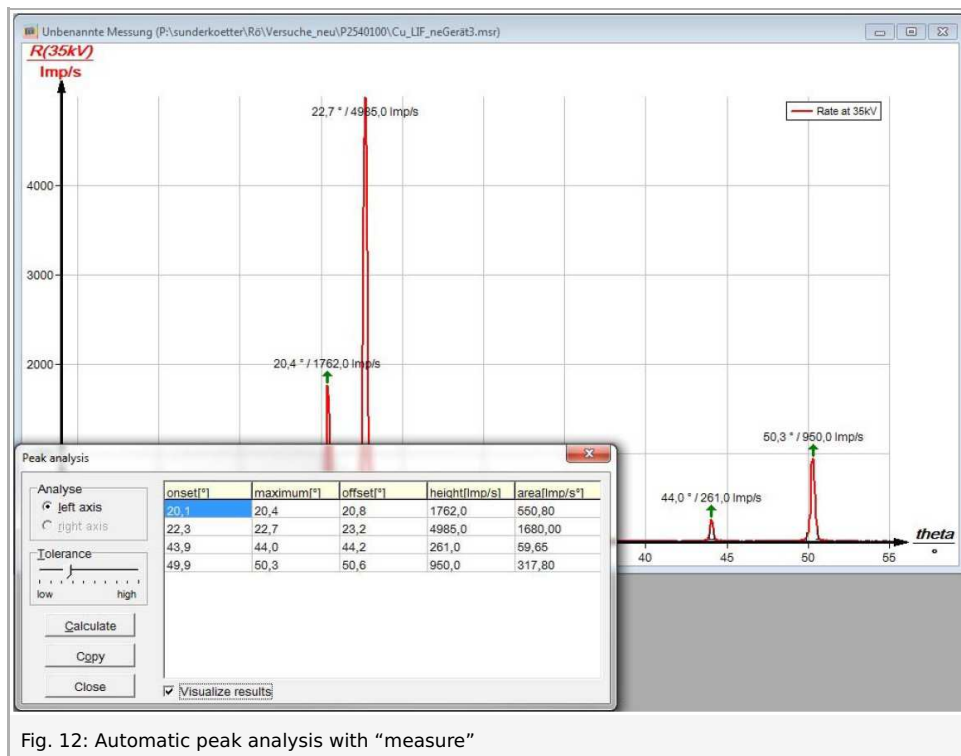 Unbenannte Messung (P:\sunderkoetter\Rö\Versuche_neu\P2540100\Cu_LIF_neGerät3.msr)
R(35kV)
Imp/s
22,7 ° / 4985,0 Imp/s
Rate at 35kV
4000
3000
20,4 ° / 1762,0 Imp/s
2000
50,3 ° / 950,0 Imp/s
44,0 ° / 261,0 Imp/s
theta
°
40 45 50 55
Peak analysis
Analyse
left axis
right axis
Tolerance
low high
Calculate
Copy
Close
onset[°] maximum[°] offset[°] height[Imp/s] area[Imp/s*°]
20,1 20,4 20,8 1762,0 550,80
22,3 22,7 23,2 4985,0 1680,00
43,9 44,0 44,2 261,0 59,65
49,9 50,3 50,6 950,0 317,80
Visualize results
Fig. 12: Automatic peak analysis with “measure”